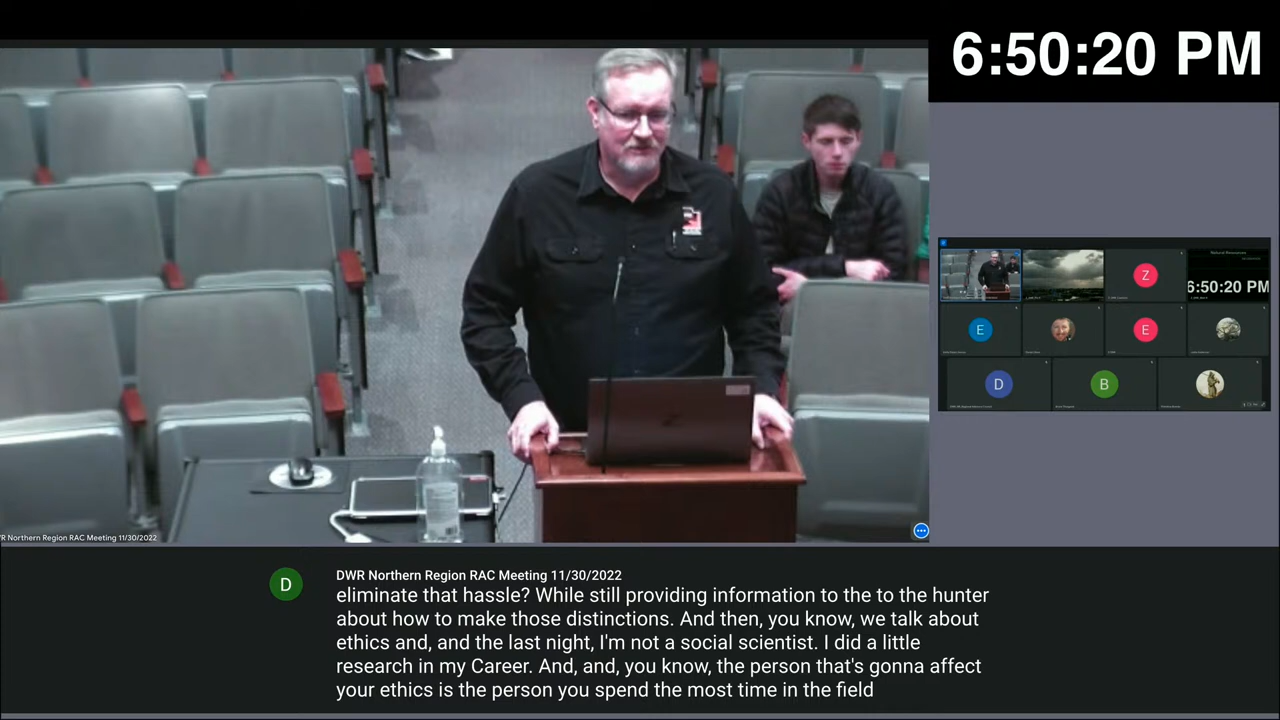 6:50:20 PM
Z
6:50:20 PM
E
E
D
B
R Northern Region RAC Meeting 11/30/2022
D
DWR Northern Region RAC Meeting 11/30/2022
eliminate that hassle? While still providing information to the to the hunter
about how to make those distinctions. And then, you know, we talk about
ethics and, and the last night, I'm not a social scientist. I did a little
research in my Career. And, and, you know, the person that's gonna affect
your ethics is the person you spend the most time in the field